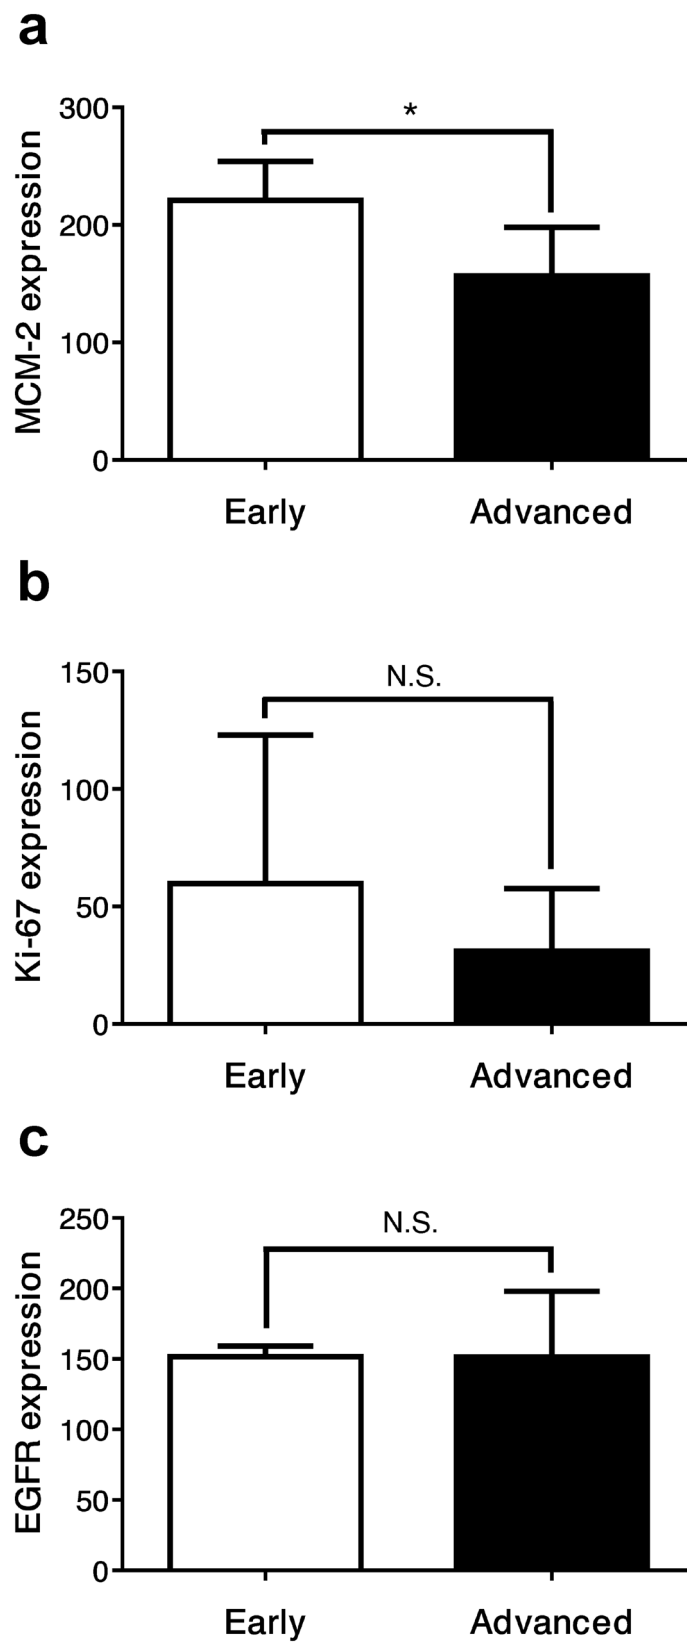 a
MCM-2 expression
300
200
100
0
*
Early Advanced
b
Ki-67 expression
150
100
50
0
N.S.
Early Advanced
c
EGFR expression
250
200
150
100
50
0
N.S.
Early Advanced